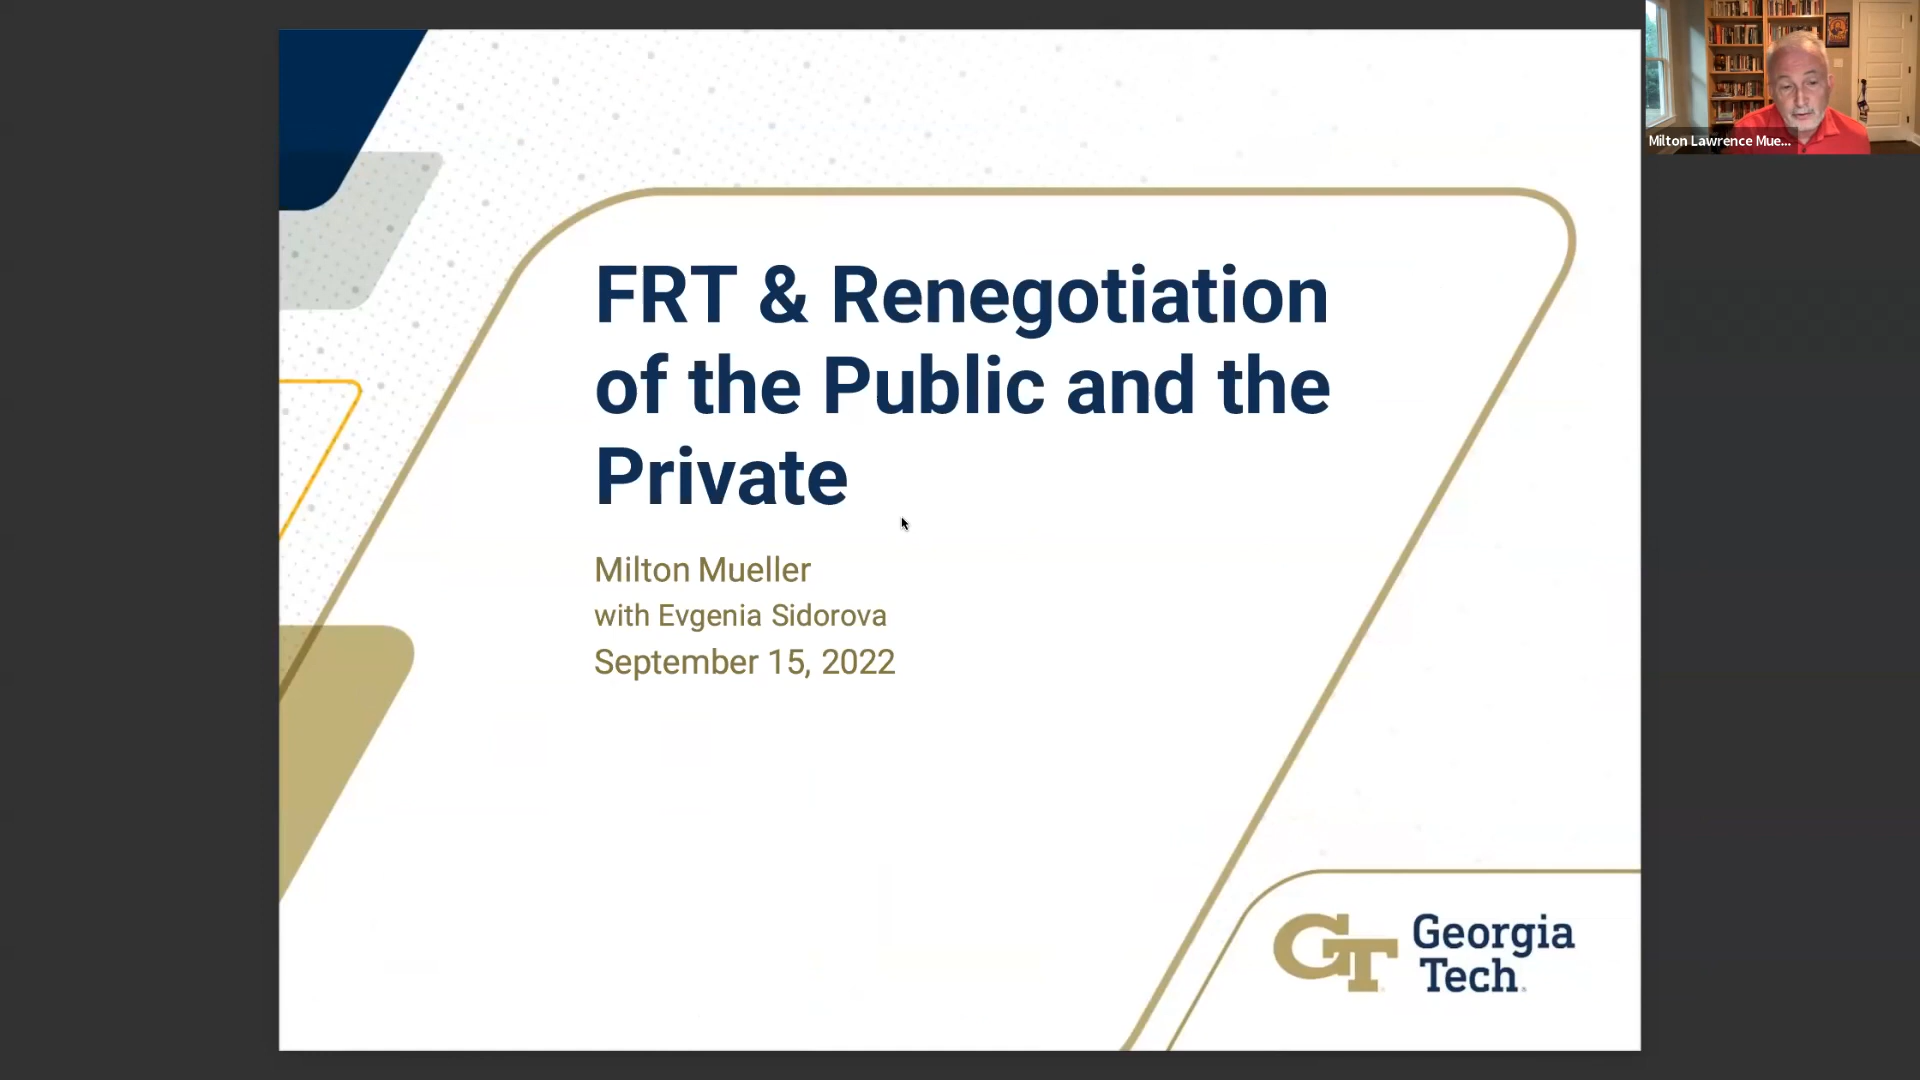 FRT & Renegotiation
of the Public and the
Private
Milton Mueller
with Evgenia Sidorova
September 15, 2022
GT Georgia
Tech
Milton Lawrence Mue...